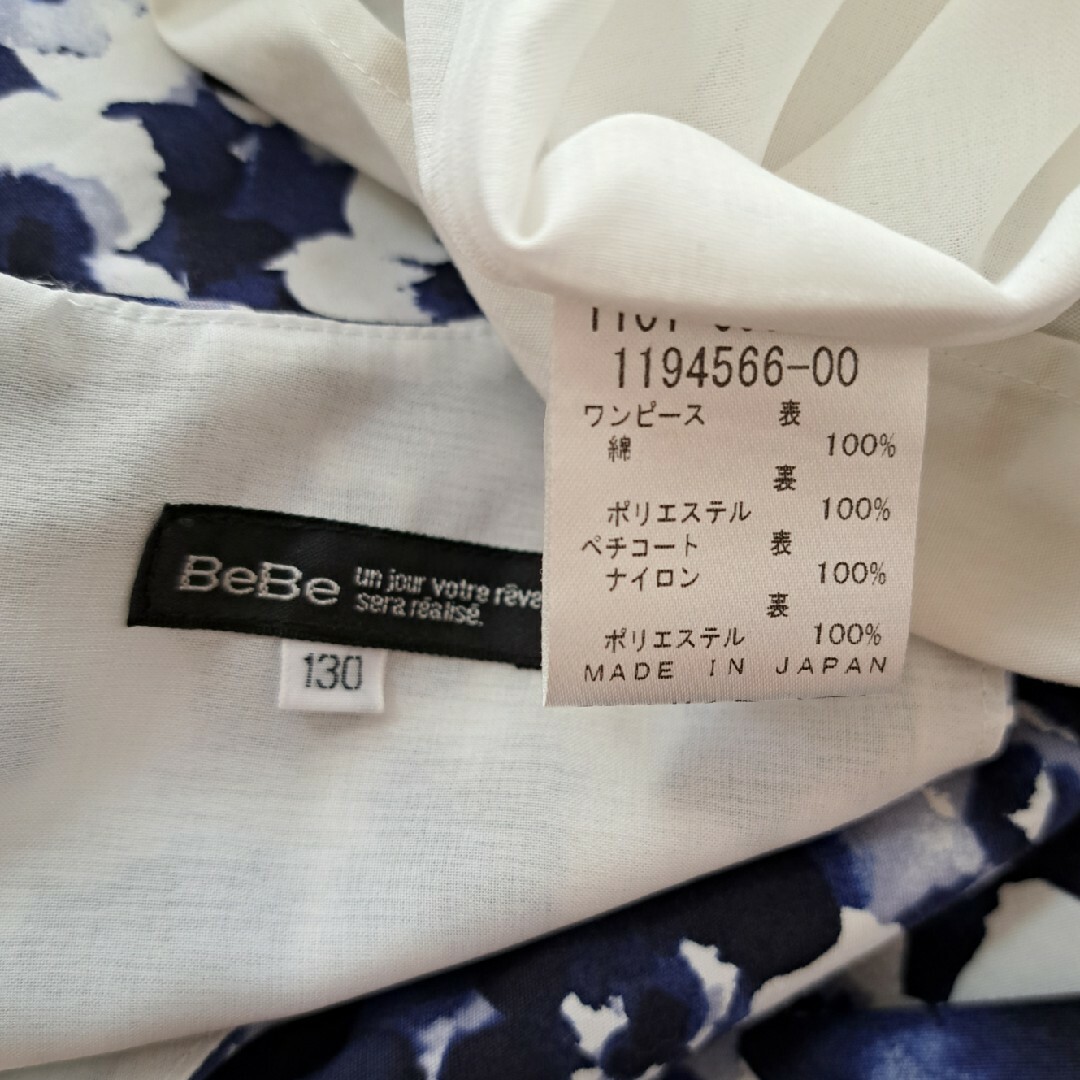 1194566-00
ワンピース 表
綿 100%
裏
ポリエステル 100%
ペチコート 表
ナイロン 100%
裏
ポリエステル 100%
MADE IN JAPAN
BeBe
un jour votre rêve
sera réalisé.
130